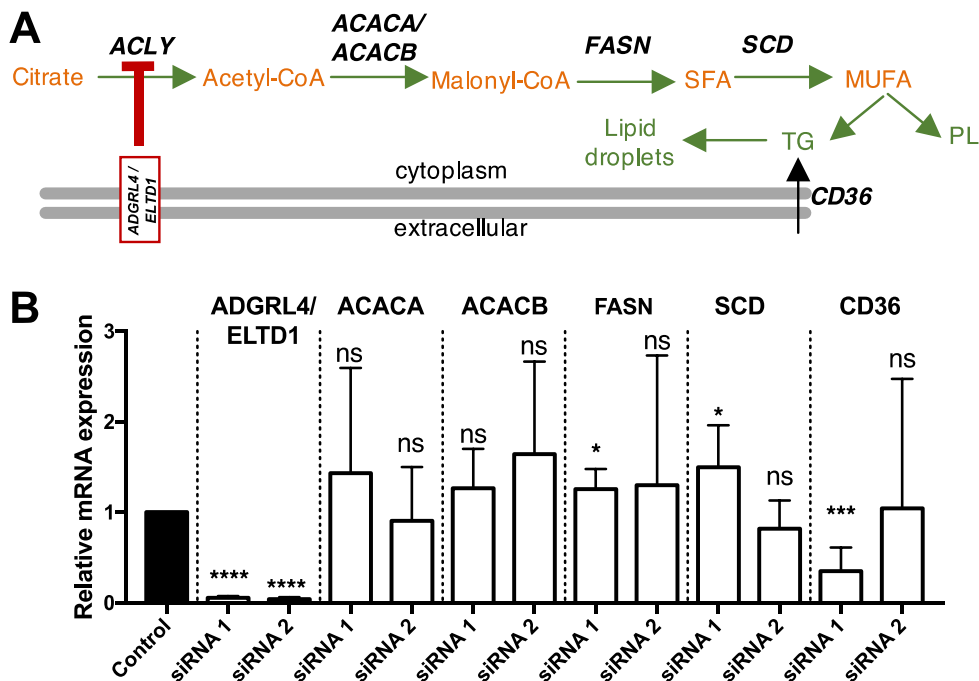 A
ACLY
ACACA/
ACACB
FASN
SCD
Citrate
Acetyl-CoA
Malonyl-CoA
SFA
MUFA
Lipid
droplets
TG
PL
ADGRL4 /
ELTD1
cytoplasm
CD36
extracellular
B
ADGRL4/
ELTD1
ACACA
ACACB
FASN
SCD
CD36
Relative mRNA expression
3
2
1
0
**** **** ns ns ns ns * ns * ns *** ns
Control siRNA 1 siRNA 2 siRNA 1 siRNA 2 siRNA 1 siRNA 2 siRNA 1 siRNA 2 siRNA 1 siRNA 2 siRNA 1 siRNA 2